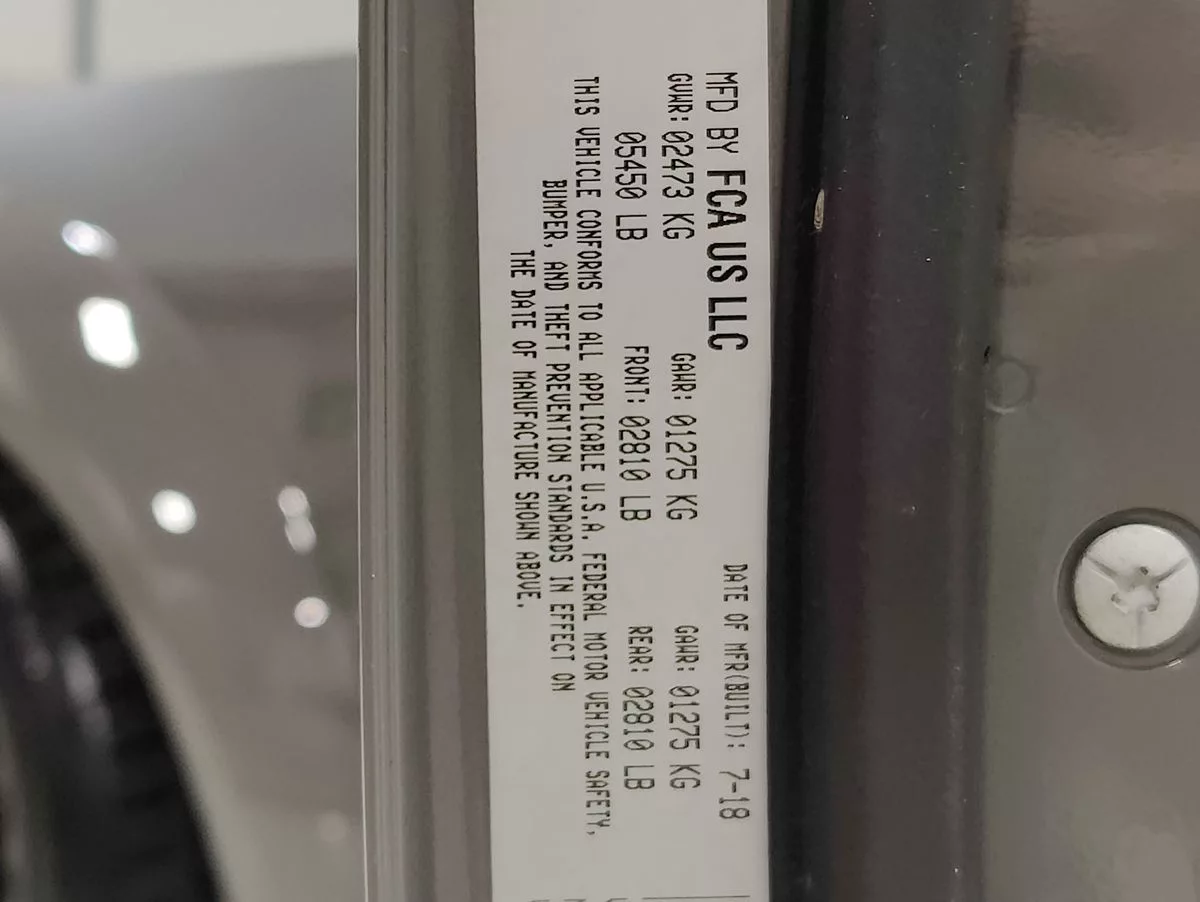 MFD BY FCA US LLC DATE OF MFR(BUILT): 7-18
GVWR: 02473 KG GAWR: 01275 KG GAWR: 01275 KG
05450 LB FRONT: 02810 LB REAR: 02810 LB
THIS VEHICLE CONFORMS TO ALL APPLICABLE U.S.A. FEDERAL MOTOR VEHICLE SAFETY,
BUMPER, AND THEFT PREVENTION STANDARDS IN EFFECT ON
THE DATE OF MANUFACTURE SHOWN ABOVE.